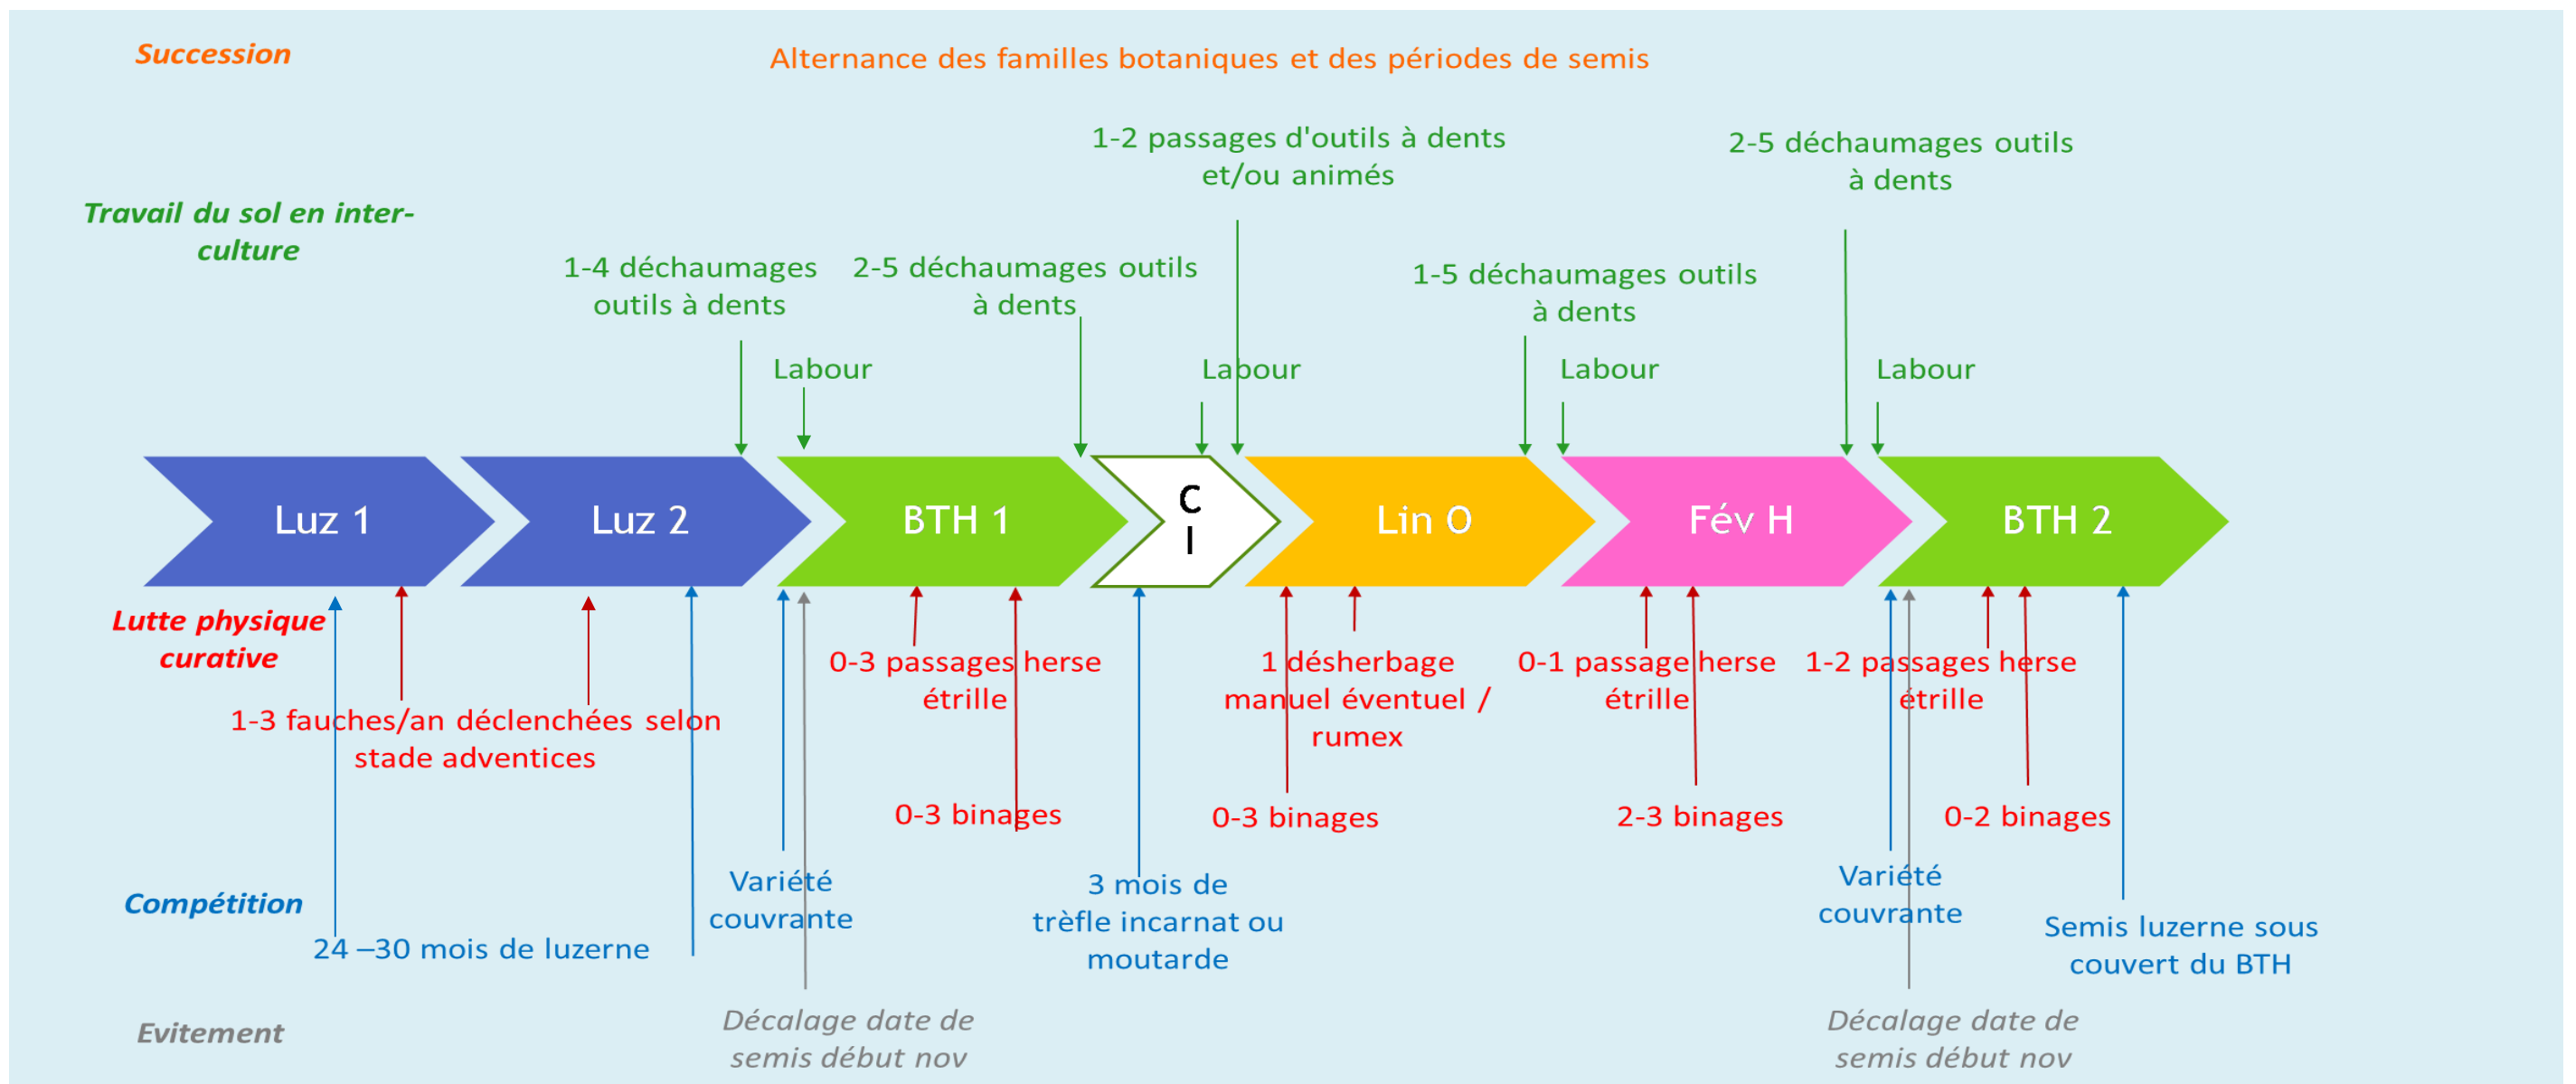 Succession
Alternance des familles botaniques et des périodes de semis
1-2 passages d'outils à dents
et/ou animés
2-5 déchaumages outils
à dents
Travail du sol en inter-
culture
1-4 déchaumages
outils à dents
2-5 déchaumages outils
à dents
1-5 déchaumages outils
à dents
Labour
Labour
Labour
Labour
Luz 1
Luz 2
BTH 1
C
I
Lin O
Fév H
BTH 2
Lutte physique
curative
1-3 fauches/an déclenchées selon
stade adventices
0-3 passages herse
étrille
1 désherbage
manuel éventuel /
rumex
0-1 passage herse
étrille
1-2 passages herse
étrille
0-3 binages
0-3 binages
2-3 binages
0-2 binages
Compétition
24 –30 mois de luzerne
Variété
couvrante
3 mois de
trèfle incarnat ou
moutarde
Variété
couvrante
Semis luzerne sous
couvert du BTH
Evitement
Décalage date de
semis début nov
Décalage date de
semis début nov